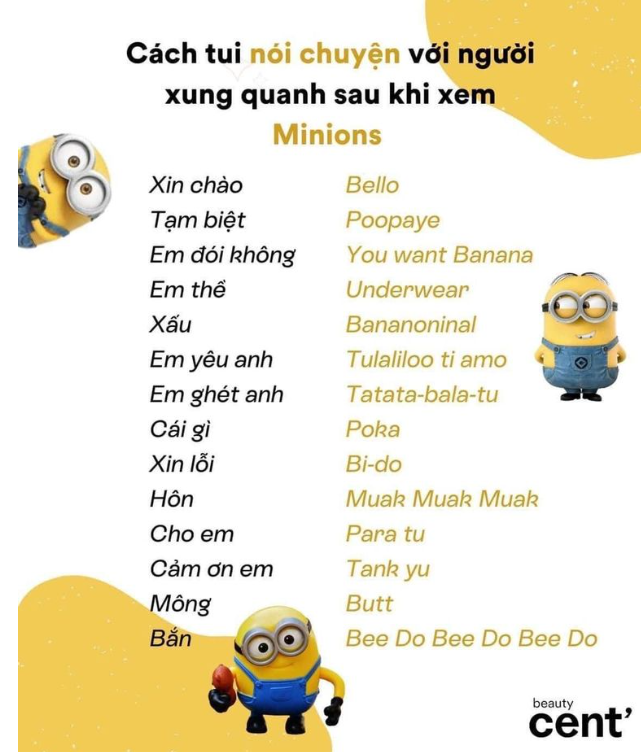 Cách tui nói chuyện với người
xung quanh sau khi xem
Minions
Xin chào Bello
Tạm biệt Poopaye
Em đói không You want Banana
Em thề Underwear
Xấu Bananoninal
Em yêu anh Tulaliloo ti amo
Em ghét anh Tatata-bala-tu
Cái gì Poka
Xin lỗi Bi-do
Hôn Muak Muak Muak
Cho em Para tu
Cảm ơn em Tank yu
Mông Butt
Bắn Bee Do Bee Do Bee Do
beauty
cent’